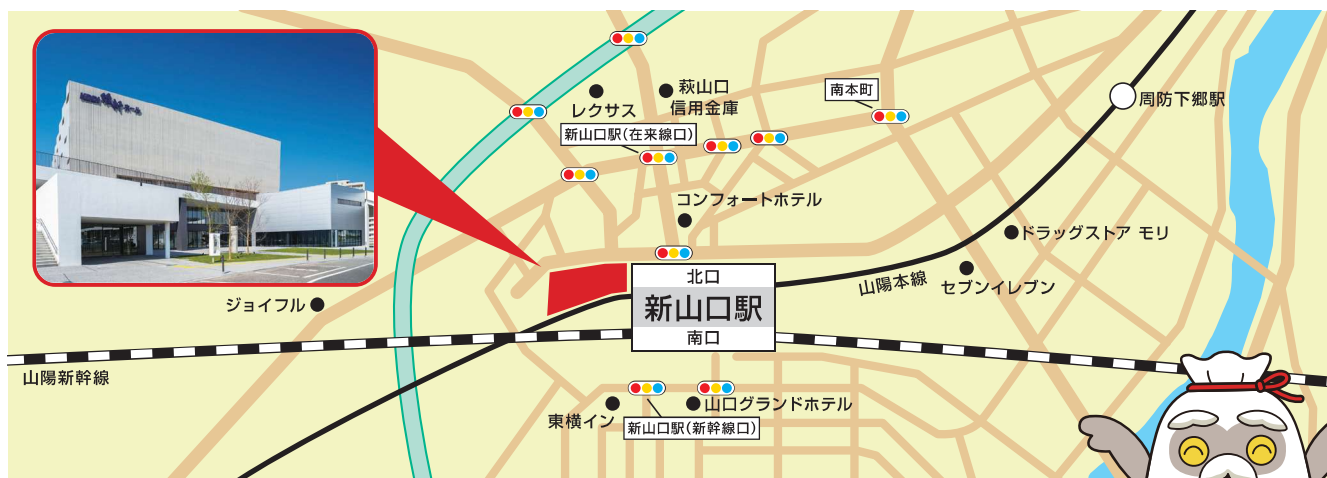 レクサス
萩山口
信用金庫
南本町
周防下郷駅
新山口駅(在来線口)
コンフォートホテル
ドラッグストア モリ
セブンイレブン
山陽本線
北口
新山口駅
南口
ジョイフル
山陽新幹線
東横イン
山口グランドホテル
新山口駅(新幹線口)